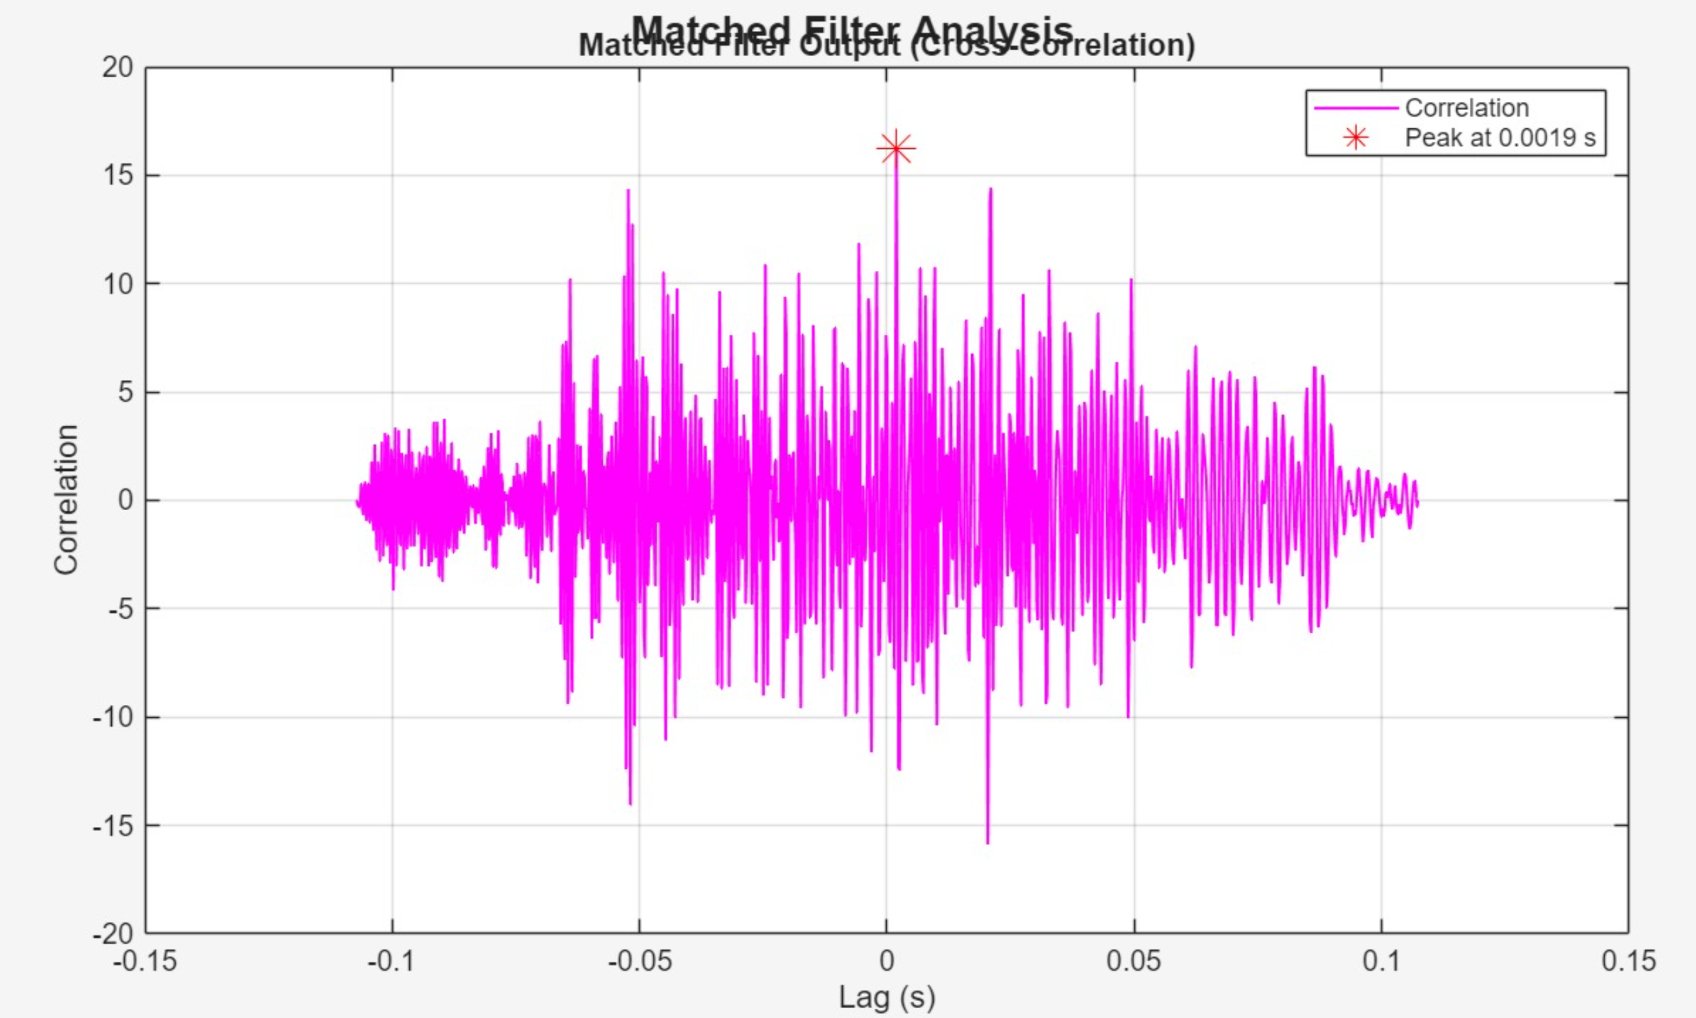 Matched Filter Analysis
Matched Filter Output (Cross-Correlation)
20
15
10
5
0
-5
-10
-15
-20
Correlation
Correlation
Peak at 0.0019 s
-0.15
-0.1
-0.05
0
0.05
0.1
0.15
Lag (s)